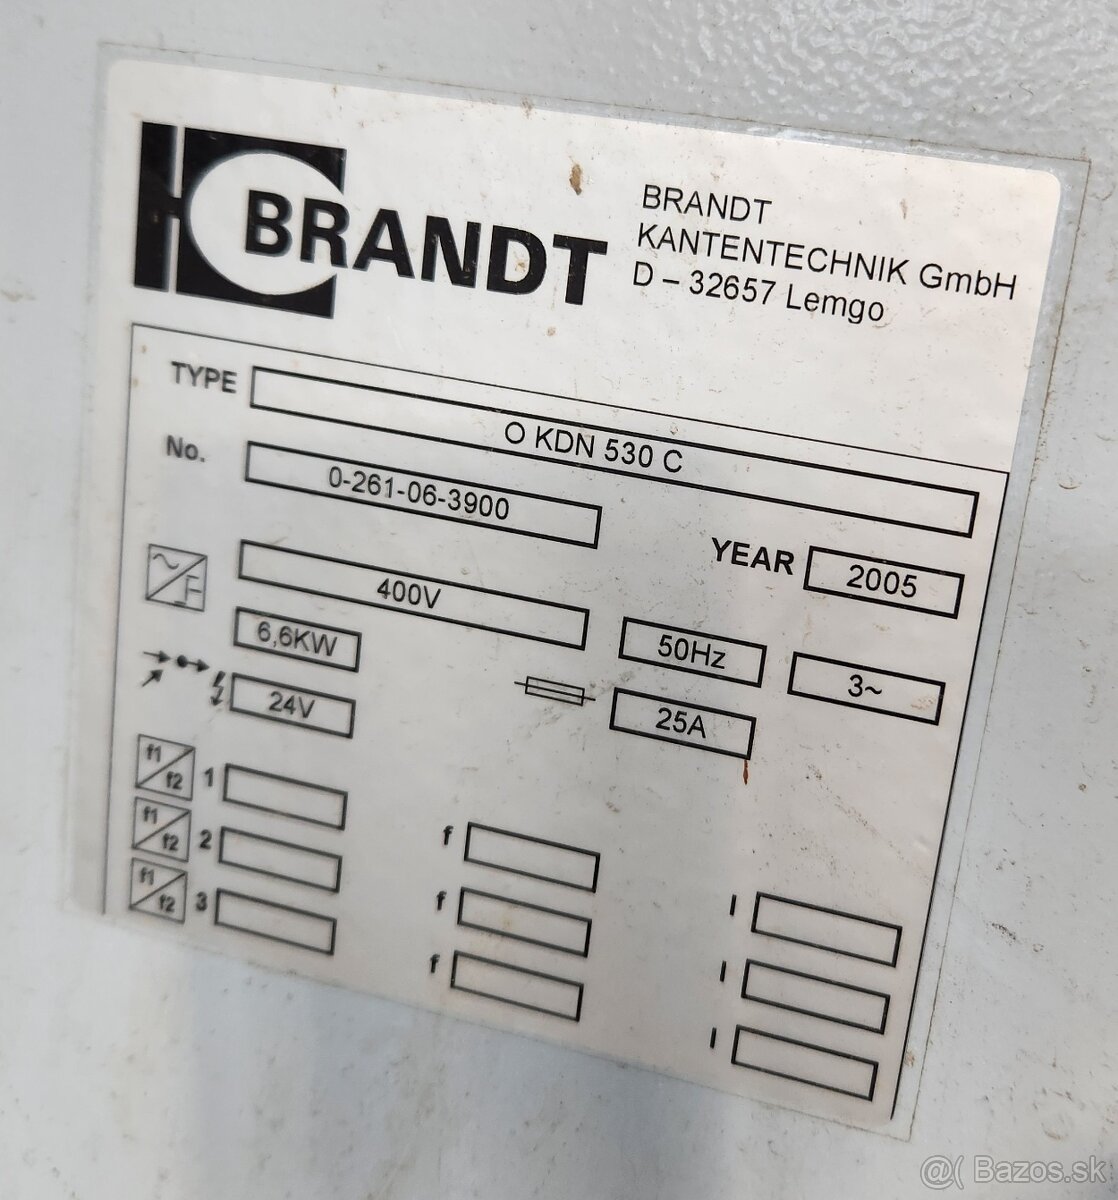 BRANDT
BRANDT
KANTENTECHNIK GmbH
D – 32657 Lemgo
TYPE O KDN 530 C
No. 0-261-06-3900
YEAR 2005
400V 50Hz 3~
6,6KW
24V 25A
f1 f2 1 f I
f1 f2 2 f I
f1 f2 3 f I
@( Bazos.sk